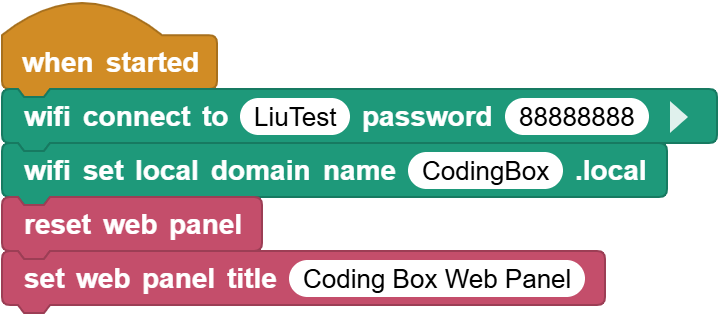 when started
wifi connect to LiuTest password 88888888
wifi set local domain name CodingBox .local
reset web panel
set web panel title Coding Box Web Panel